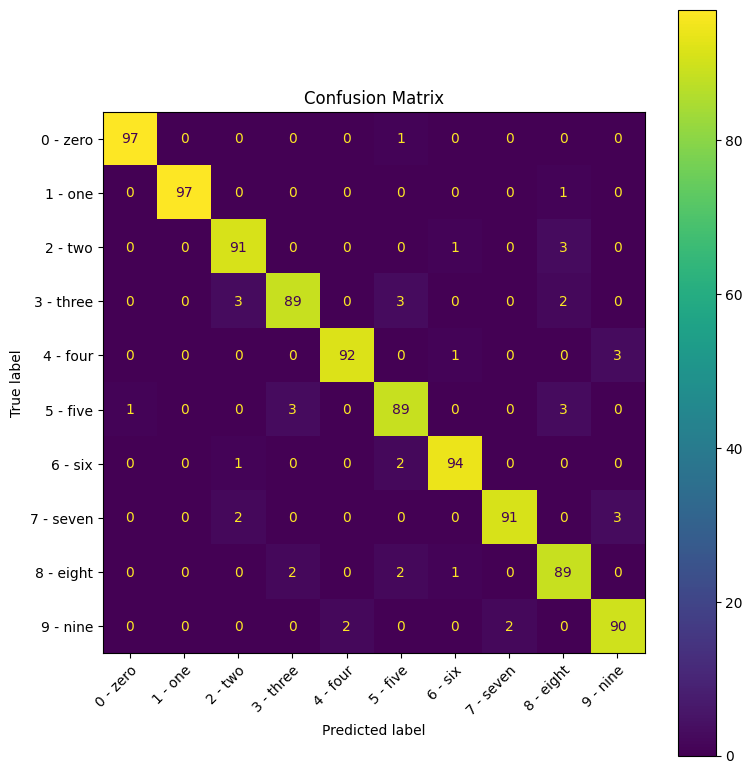 Confusion Matrix
True label
0 - zero 97 0 0 0 0 1 0 0 0 0
1 - one 0 97 0 0 0 0 0 0 1 0
2 - two 0 0 91 0 0 0 1 0 3 0
3 - three 0 0 3 89 0 3 0 0 2 0
4 - four 0 0 0 0 92 0 1 0 0 3
5 - five 1 0 0 3 0 89 0 0 3 0
6 - six 0 0 1 0 0 2 94 0 0 0
7 - seven 0 0 2 0 0 0 0 91 0 3
8 - eight 0 0 0 2 0 2 1 0 89 0
9 - nine 0 0 0 0 2 0 0 2 0 90
0 - zero 1 - one 2 - two 3 - three 4 - four 5 - five 6 - six 7 - seven 8 - eight 9 - nine
Predicted label
80
60
40
20
0